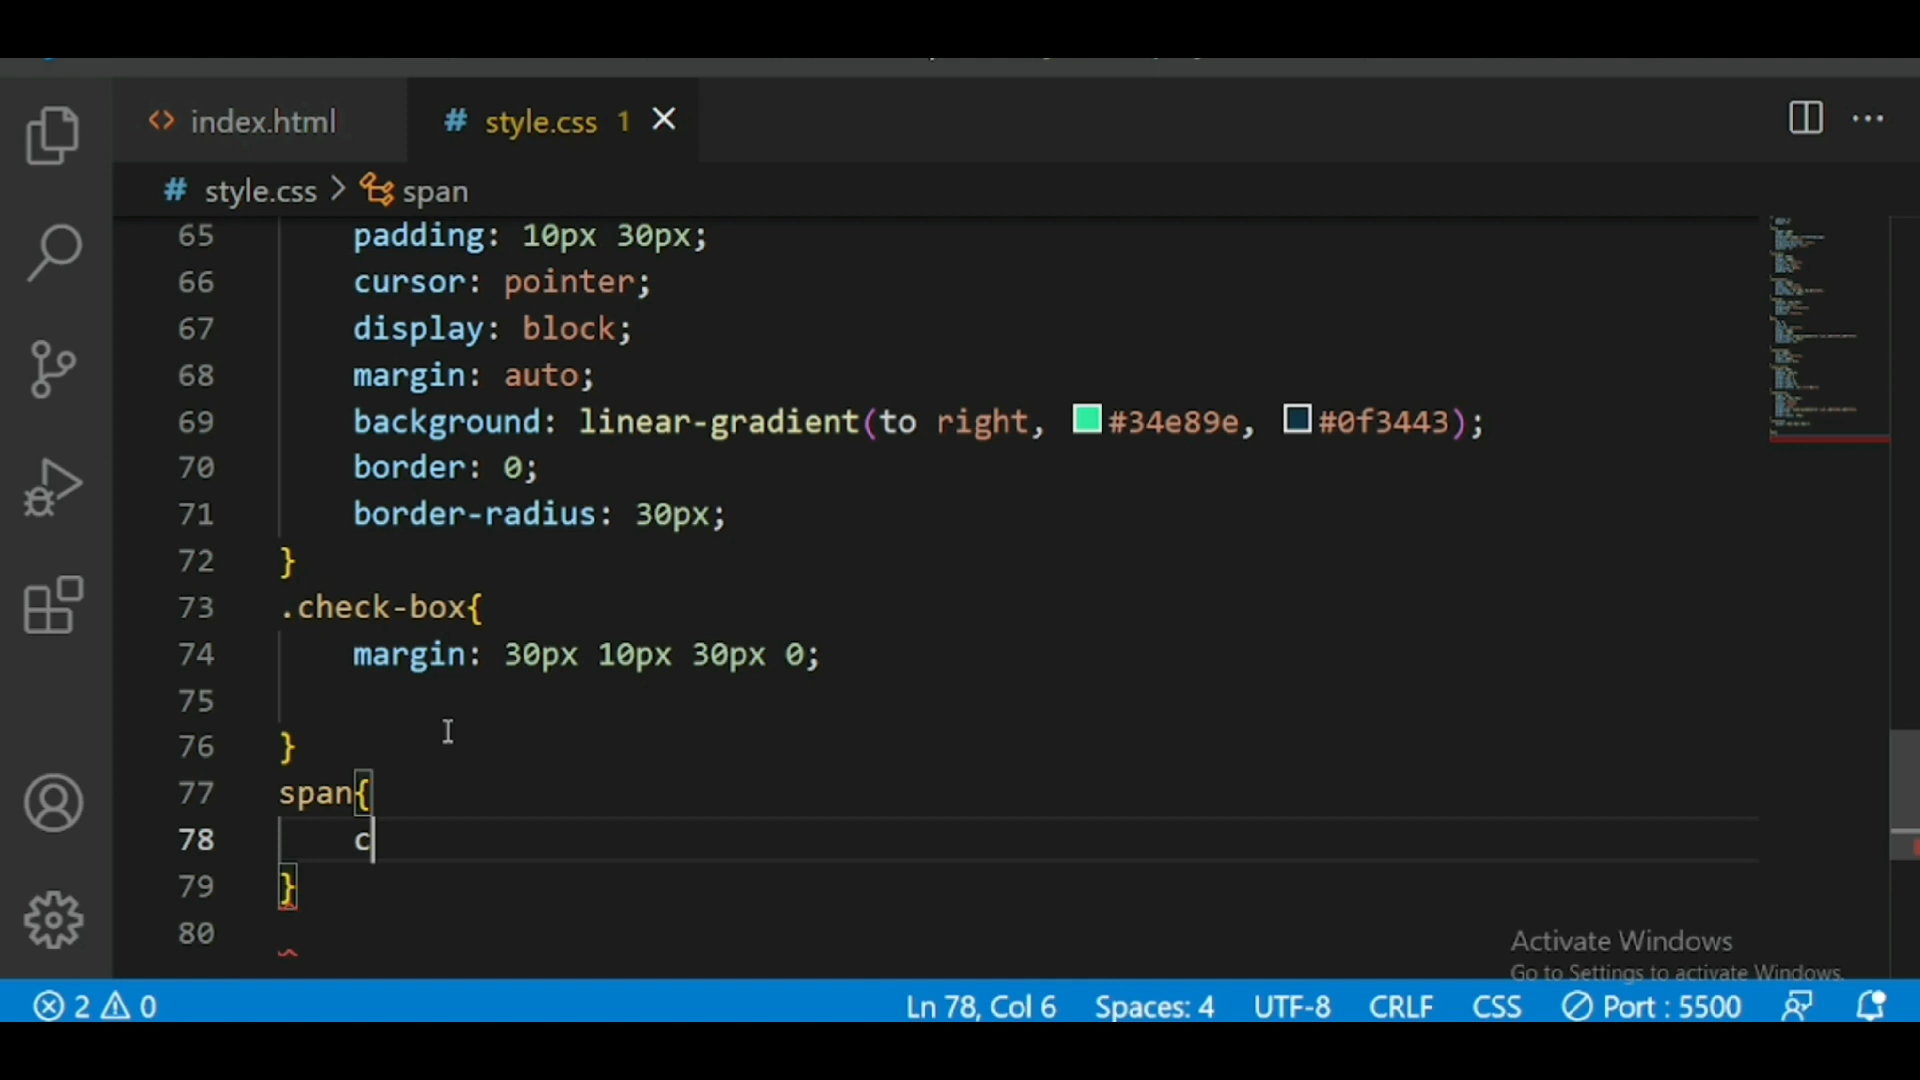 index.html
style.css 1
style.css > span
65 padding: 10px 30px;
66 cursor: pointer;
67 display: block;
68 margin: auto;
69 background: linear-gradient(to right, #34e89e, #0f3443);
70 border: 0;
71 border-radius: 30px;
72 }
73 .check-box{
74 margin: 30px 10px 30px 0;
75
76 }
77 span{
78 c
79 }
80
Activate Windows
Go to Settings to activate Windows.
2 0 Ln 78, Col 6 Spaces: 4 UTF-8 CRLF CSS Port : 5500